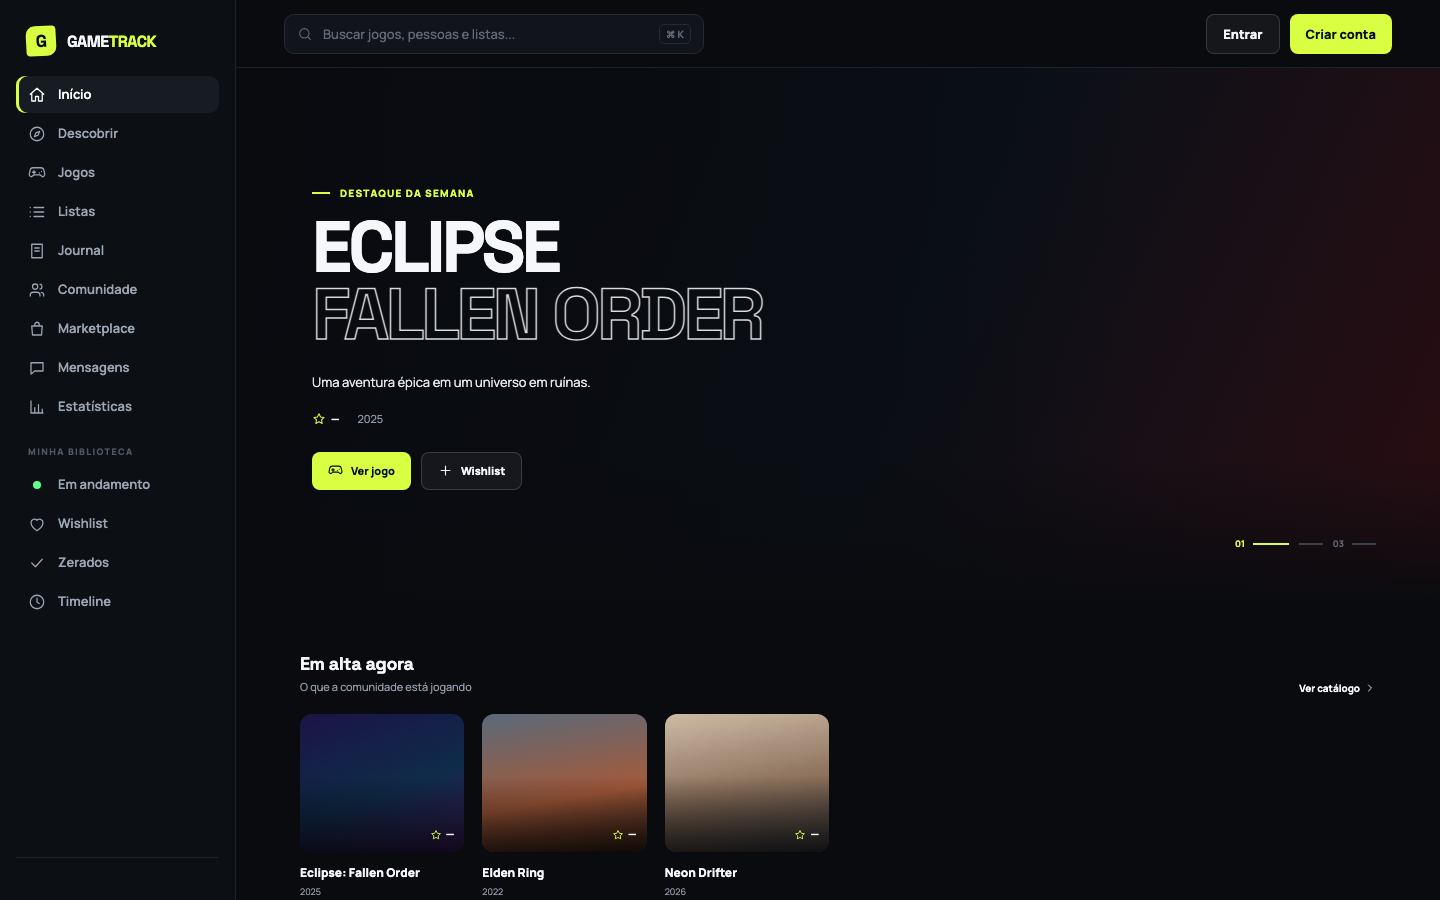 G GAMETRACK
Buscar jogos, pessoas e listas...
⌘ K
Entrar
Criar conta
Início
Descobrir
Jogos
Listas
Journal
Comunidade
Marketplace
Mensagens
Estatísticas
MINHA BIBLIOTECA
Em andamento
Wishlist
Zerados
Timeline
DESTAQUE DA SEMANA
ECLIPSE
FALLEN ORDER
Uma aventura épica em um universo em ruínas.
– 2025
Ver jogo
Wishlist
01 03
Em alta agora
O que a comunidade está jogando
Ver catálogo
–
–
–
Eclipse: Fallen Order
2025
Elden Ring
2022
Neon Drifter
2026